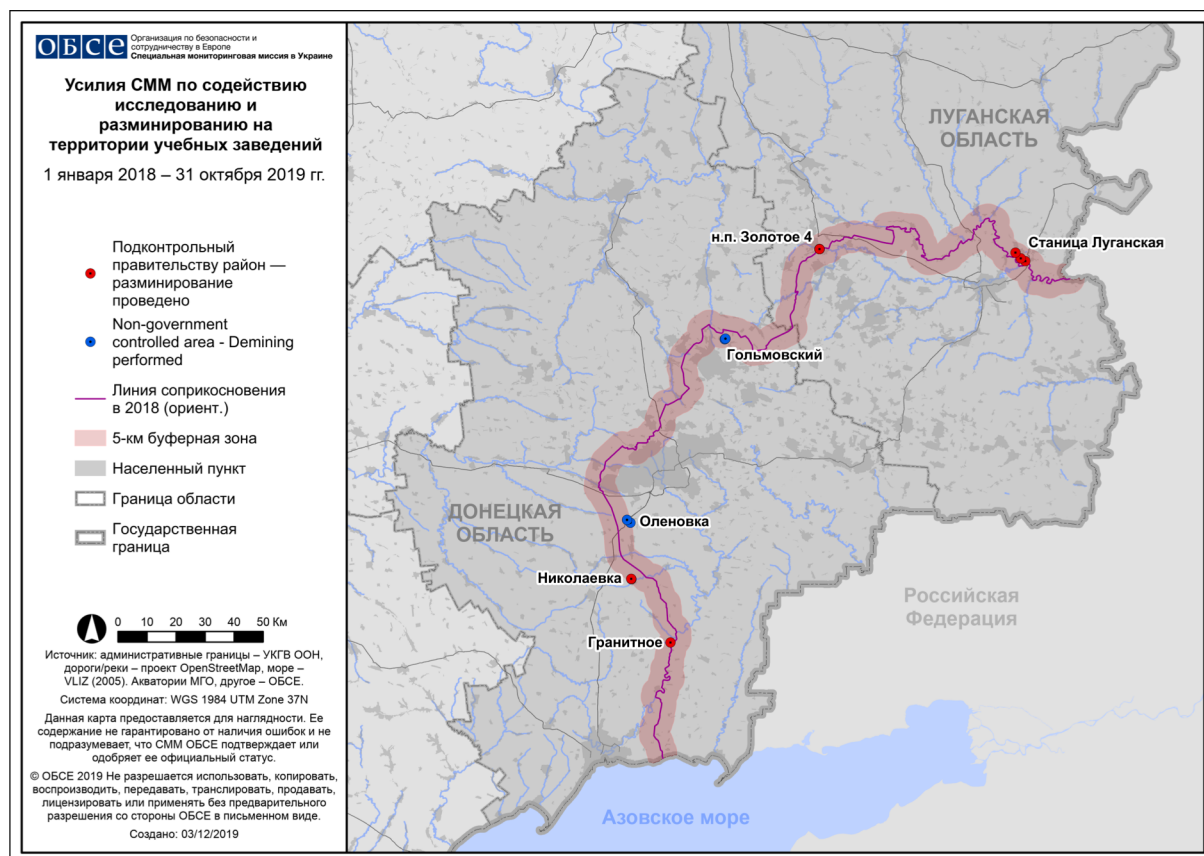 ОБСЕ
Организация по безопасности и
сотрудничеству в Европе
Специальная мониторинговая миссия в Украине
Усилия СММ по содействию
исследованию и
разминированию на
территории учебных заведений
1 января 2018 – 31 октября 2019 гг.
Подконтрольный
правительству район —
разминирование
проведено
Non-government
controlled area - Demining
performed
Линия соприкосновения
в 2018 (ориент.)
5-км буферная зона
Населенный пункт
Граница области
Государственная
граница
0 10 20 30 40 50 Км
Источник: административные границы – УКГВ ООН,
дороги/реки – проект OpenStreetMap, море –
VLIZ (2005). Акватории МГО, другое – ОБСЕ.
Система координат: WGS 1984 UTM Zone 37N
Данная карта предоставляется для наглядности. Ее
содержание не гарантировано от наличия ошибок и не
подразумевает, что СММ ОБСЕ подтверждает или
одобряет ее официальный статус.
© ОБСЕ 2019 Не разрешается использовать, копировать,
воспроизводить, передавать, транслировать, продавать,
лицензировать или применять без предварительного
разрешения со стороны ОБСЕ в письменном виде.
Создано: 03/12/2019
ЛУГАНСКАЯ
ОБЛАСТЬ
н.п. Золотое 4
Станица Луганская
Гольмовский
ДОНЕЦКАЯ
ОБЛАСТЬ
Оленовка
Николаевка
Гранитное
Российская
Федерация
Азовское море